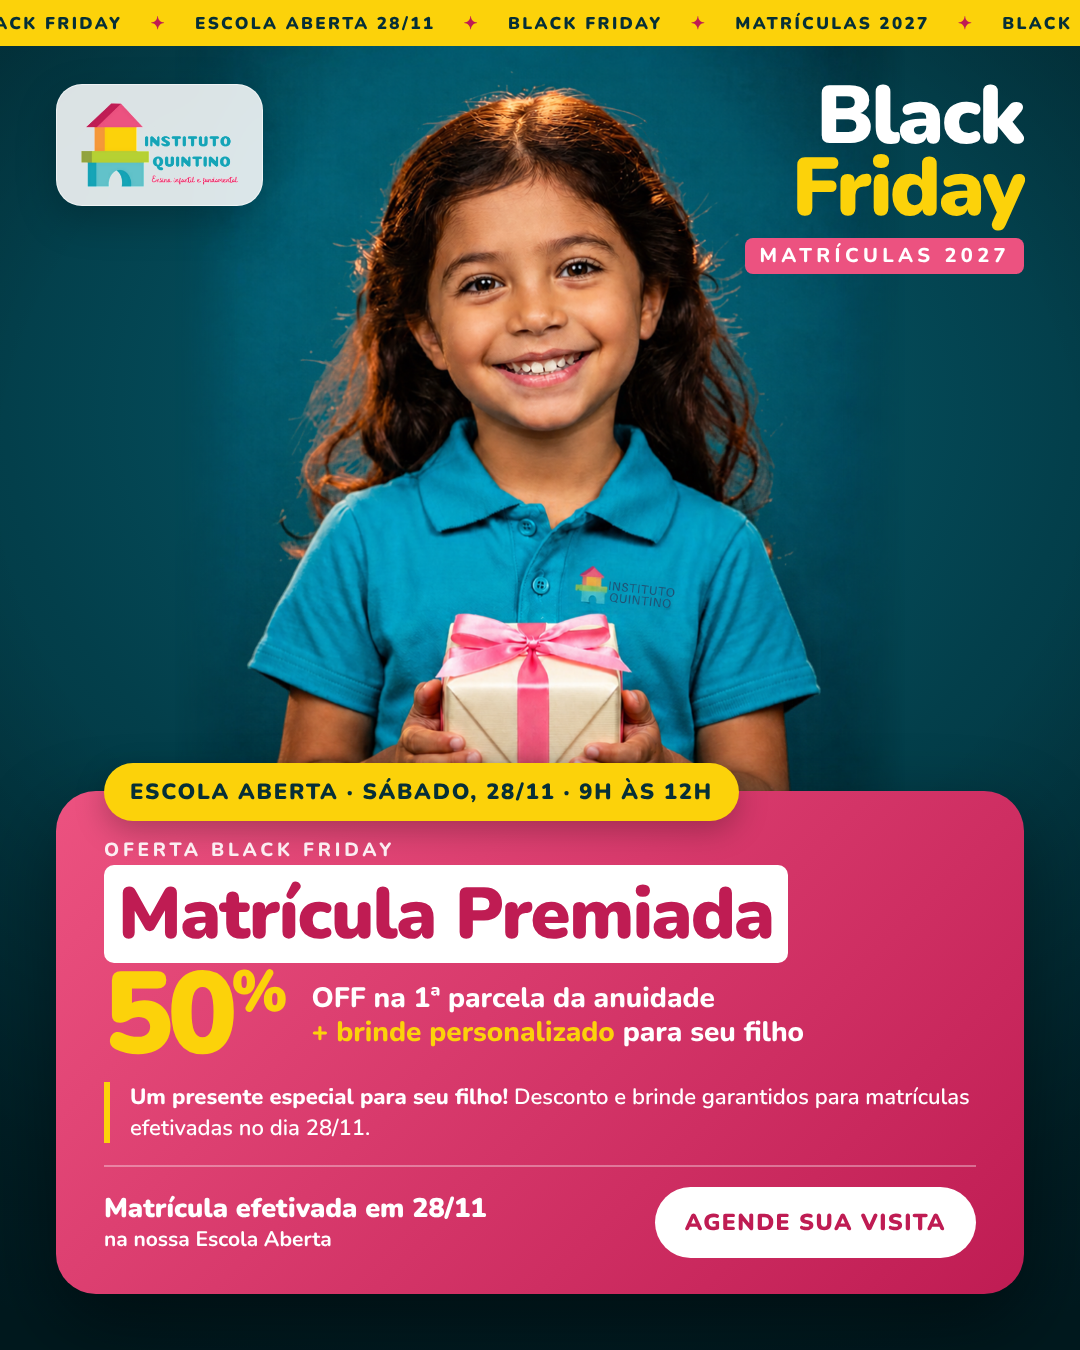 ACK FRIDAY ✦ ESCOLA ABERTA 28/11 ✦ BLACK FRIDAY ✦ MATRÍCULAS 2027 ✦ BLACK
INSTITUTO
QUINTINO
Ensino infantil e fundamental
Black
Friday
MATRÍCULAS 2027
INSTITUTO
QUINTINO
ESCOLA ABERTA · SÁBADO, 28/11 · 9H ÀS 12H
OFERTA BLACK FRIDAY
Matrícula Premiada
50% OFF na 1ª parcela da anuidade
+ brinde personalizado para seu filho
Um presente especial para seu filho! Desconto e brinde garantidos para matrículas
efetivadas no dia 28/11.
Matrícula efetivada em 28/11
na nossa Escola Aberta
AGENDE SUA VISITA